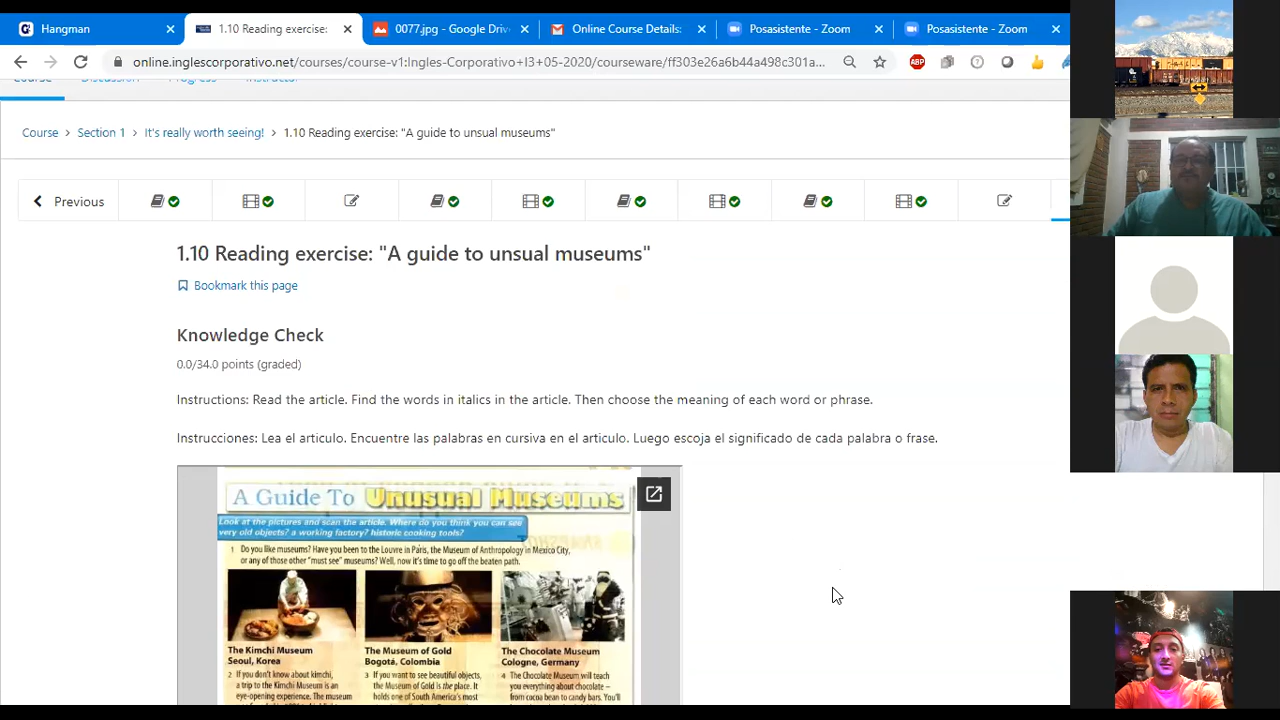 Hangman
1.10 Reading exercise:
0077.jpg - Google Driv
Online Course Details:
Posasistente - Zoom
Posasistente - Zoom
online.inglescorporativo.net/courses/course-v1:Ingles-Corporativo+I3+05-2020/courseware/ff303e26a6b44a498c301a...
ABP
Course
Discussion
Progress
Instructor
Course > Section 1 > It's really worth seeing! > 1.10 Reading exercise: "A guide to unsual museums"
Previous
1.10 Reading exercise: "A guide to unsual museums"
Bookmark this page
Knowledge Check
0.0/34.0 points (graded)
Instructions: Read the article. Find the words in italics in the article. Then choose the meaning of each word or phrase.
Instrucciones: Lea el articulo. Encuentre las palabras en cursiva en el articulo. Luego escoja el significado de cada palabra o frase.
A Guide To Unusual Museums
Look at the pictures and scan the article. Where do you think you can see
very old objects? a working factory? historic cooking tools?
1 Do you like museums? Have you been to the Louvre in Paris, the Museum of Anthropology in Mexico City,
or any of those other "must see" museums? Well, now it's time to go off the beaten path.
The Kimchi Museum
Seoul, Korea
2 If you don't know about kimchi,
a trip to the Kimchi Museum is an
eye-opening experience. The museum
The Museum of Gold
Bogotá, Colombia
3 If you want to see beautiful objects,
the Museum of Gold is the place. It
holds one of South America's most
The Chocolate Museum
Cologne, Germany
4 The Chocolate Museum will teach
you everything about chocolate –
from cocoa bean to candy bars. You'll